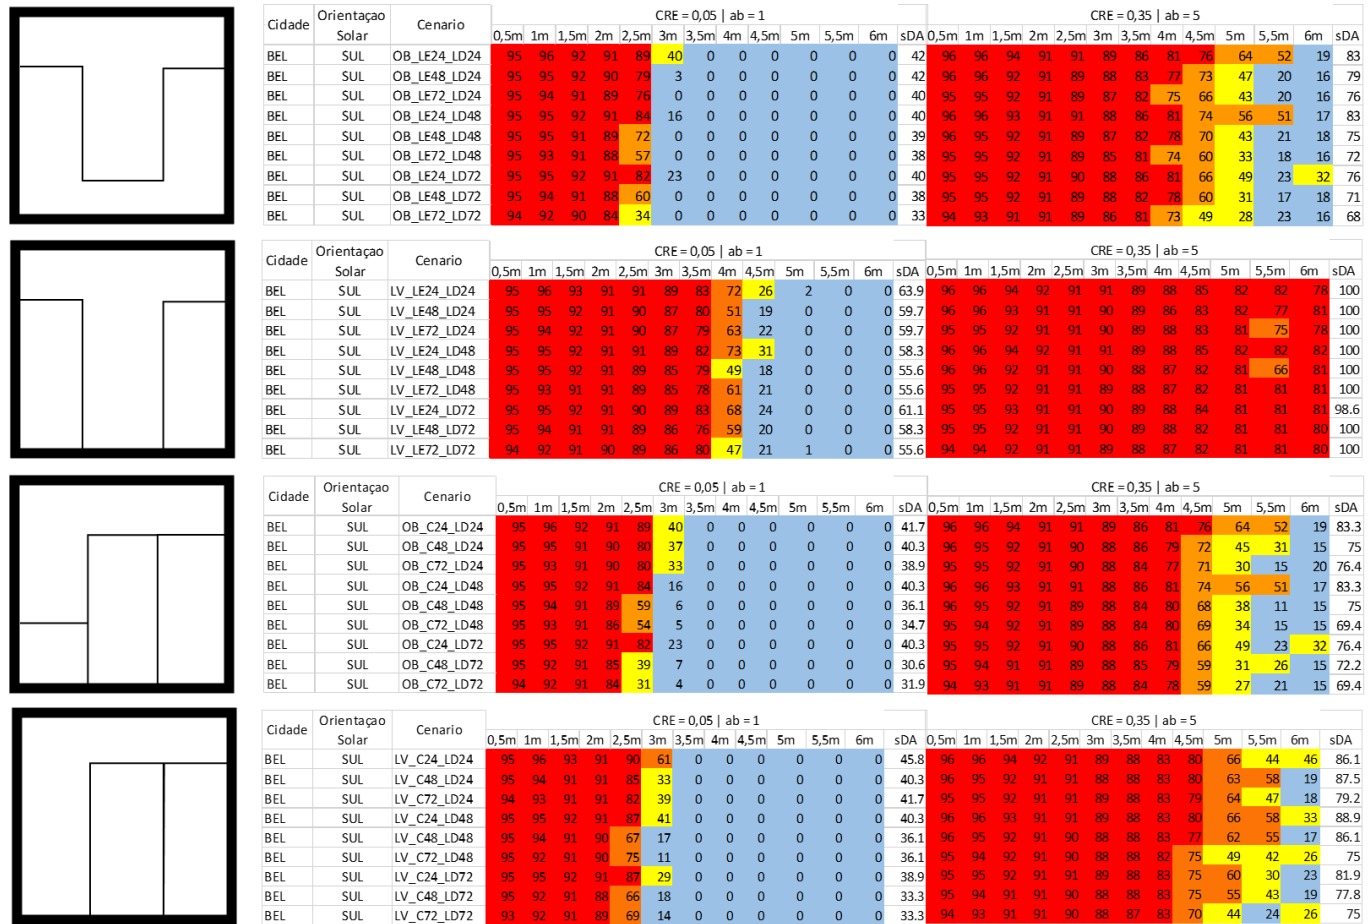 Cidade Orientaçao Solar Cenario CRE = 0,05 | ab = 1 CRE = 0,35 | ab = 5
0,5m 1m 1,5m 2m 2,5m 3m 3,5m 4m 4,5m 5m 5,5m 6m sDA 0,5m 1m 1,5m 2m 2,5m 3m 3,5m 4m 4,5m 5m 5,5m 6m sDA
BEL SUL OB_LE24_LD24 95 96 92 91 89 40 0 0 0 0 0 0 42 96 96 94 91 91 89 86 81 76 64 52 19 83
BEL SUL OB_LE48_LD24 95 95 92 90 79 3 0 0 0 0 0 0 42 96 96 92 91 89 88 83 77 73 47 20 16 79
BEL SUL OB_LE72_LD24 95 94 91 89 76 0 0 0 0 0 0 0 40 95 95 92 91 89 87 82 75 66 43 20 16 76
BEL SUL OB_LE24_LD48 95 95 92 91 84 16 0 0 0 0 0 0 40 96 96 93 91 91 88 86 81 74 56 51 17 83
BEL SUL OB_LE48_LD48 95 95 91 89 72 0 0 0 0 0 0 0 39 96 95 92 91 89 87 82 78 70 43 21 18 75
BEL SUL OB_LE72_LD48 95 93 91 88 57 0 0 0 0 0 0 0 38 95 95 92 91 89 85 81 74 60 33 18 16 72
BEL SUL OB_LE24_LD72 95 95 92 91 82 23 0 0 0 0 0 0 40 95 95 92 91 90 88 86 81 66 49 23 32 76
BEL SUL OB_LE48_LD72 95 94 91 88 60 0 0 0 0 0 0 0 38 95 95 92 91 89 88 82 78 60 31 17 18 71
BEL SUL OB_LE72_LD72 94 92 90 84 34 0 0 0 0 0 0 0 33 94 93 91 91 89 86 81 73 49 28 23 16 68
Cidade Orientaçao Solar Cenario CRE = 0,05 | ab = 1 CRE = 0,35 | ab = 5
0,5m 1m 1,5m 2m 2,5m 3m 3,5m 4m 4,5m 5m 5,5m 6m sDA 0,5m 1m 1,5m 2m 2,5m 3m 3,5m 4m 4,5m 5m 5,5m 6m sDA
BEL SUL LV_LE24_LD24 95 96 93 91 91 89 83 72 26 2 0 0 63.9 96 96 94 92 91 91 89 88 85 82 82 78 100
BEL SUL LV_LE48_LD24 95 95 92 91 90 87 80 51 19 0 0 0 59.7 96 96 93 91 91 90 89 86 83 82 77 81 100
BEL SUL LV_LE72_LD24 95 94 92 91 90 87 79 63 22 0 0 0 59.7 95 95 92 91 91 90 89 88 83 81 75 78 100
BEL SUL LV_LE24_LD48 95 95 92 91 91 89 82 73 31 0 0 0 58.3 96 96 94 92 91 91 89 88 85 82 82 82 100
BEL SUL LV_LE48_LD48 95 95 92 91 89 85 79 49 18 0 0 0 55.6 96 96 92 91 91 90 88 87 82 81 66 81 100
BEL SUL LV_LE72_LD48 95 93 91 91 89 85 78 61 21 0 0 0 55.6 95 95 92 91 91 89 88 87 82 81 81 81 100
BEL SUL LV_LE24_LD72 95 95 92 91 90 89 83 68 24 0 0 0 61.1 95 95 93 91 91 90 89 88 84 81 81 81 98.6
BEL SUL LV_LE48_LD72 95 94 91 91 89 86 76 59 20 0 0 0 58.3 95 95 92 91 91 90 89 88 82 81 81 80 100
BEL SUL LV_LE72_LD72 94 92 91 90 89 86 80 47 21 1 0 0 55.6 94 94 92 91 91 89 88 87 82 81 81 80 100
Cidade Orientaçao Solar Cenario CRE = 0,05 | ab = 1 CRE = 0,35 | ab = 5
0,5m 1m 1,5m 2m 2,5m 3m 3,5m 4m 4,5m 5m 5,5m 6m sDA 0,5m 1m 1,5m 2m 2,5m 3m 3,5m 4m 4,5m 5m 5,5m 6m sDA
BEL SUL OB_C24_LD24 95 96 92 91 89 40 0 0 0 0 0 0 41.7 96 96 94 91 91 89 86 81 76 64 52 19 83.3
BEL SUL OB_C48_LD24 95 95 91 90 80 37 0 0 0 0 0 0 40.3 96 95 92 91 90 88 86 79 72 45 31 15 75
BEL SUL OB_C72_LD24 95 93 91 90 80 33 0 0 0 0 0 0 38.9 95 95 92 91 90 88 84 77 71 30 15 20 76.4
BEL SUL OB_C24_LD48 95 95 92 91 84 16 0 0 0 0 0 0 40.3 96 96 93 91 91 88 86 81 74 56 51 17 83.3
BEL SUL OB_C48_LD48 95 94 91 89 59 6 0 0 0 0 0 0 36.1 96 95 92 91 89 88 84 80 68 38 11 15 75
BEL SUL OB_C72_LD48 95 93 91 86 54 5 0 0 0 0 0 0 34.7 95 94 92 91 89 88 84 80 69 34 15 15 69.4
BEL SUL OB_C24_LD72 95 95 92 91 82 23 0 0 0 0 0 0 40.3 95 95 92 91 90 88 86 81 66 49 23 32 76.4
BEL SUL OB_C48_LD72 95 92 91 85 39 7 0 0 0 0 0 0 30.6 95 94 91 91 89 88 85 79 59 31 26 15 72.2
BEL SUL OB_C72_LD72 94 92 91 84 31 4 0 0 0 0 0 0 31.9 94 93 91 91 89 88 84 78 59 27 21 15 69.4
Cidade Orientaçao Solar Cenario CRE = 0,05 | ab = 1 CRE = 0,35 | ab = 5
0,5m 1m 1,5m 2m 2,5m 3m 3,5m 4m 4,5m 5m 5,5m 6m sDA 0,5m 1m 1,5m 2m 2,5m 3m 3,5m 4m 4,5m 5m 5,5m 6m sDA
BEL SUL LV_C24_LD24 95 96 93 91 90 61 0 0 0 0 0 0 45.8 96 96 94 92 91 89 88 83 80 66 44 46 86.1
BEL SUL LV_C48_LD24 95 94 91 91 85 33 0 0 0 0 0 0 40.3 96 95 92 91 91 89 88 83 80 63 58 19 87.5
BEL SUL LV_C72_LD24 94 93 91 91 82 39 0 0 0 0 0 0 41.7 95 95 92 91 91 89 88 83 79 64 47 18 79.2
BEL SUL LV_C24_LD48 95 95 92 91 87 41 0 0 0 0 0 0 40.3 96 96 93 91 91 89 88 83 80 66 58 33 88.9
BEL SUL LV_C48_LD48 95 94 91 90 67 17 0 0 0 0 0 0 36.1 96 95 92 91 90 88 88 83 77 62 55 17 86.1
BEL SUL LV_C72_LD48 95 92 91 90 75 11 0 0 0 0 0 0 36.1 95 94 92 91 90 88 88 82 75 49 42 26 75
BEL SUL LV_C24_LD72 95 95 92 91 87 29 0 0 0 0 0 0 38.9 95 95 92 91 91 89 88 83 75 60 30 23 81.9
BEL SUL LV_C48_LD72 95 92 91 88 66 18 0 0 0 0 0 0 33.3 95 94 91 91 90 88 88 83 75 55 43 19 77.8
BEL SUL LV_C72_LD72 93 92 91 89 69 14 0 0 0 0 0 0 33.3 94 93 91 91 90 88 87 83 70 44 24 26 75